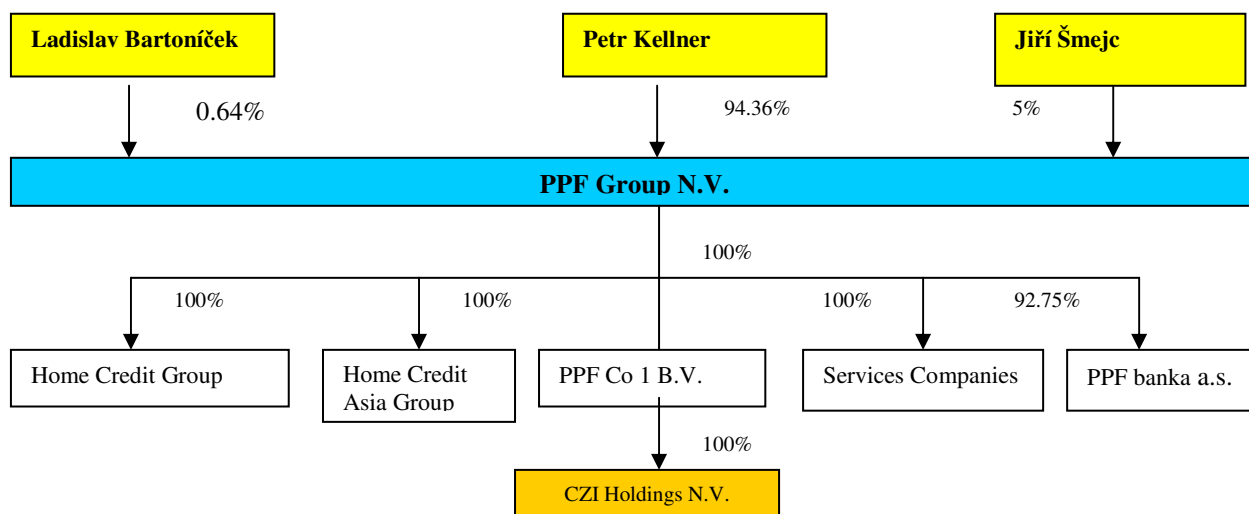 Ladislav Bartoníček
Petr Kellner
Jiří Šmejc
0.64%
94.36%
5%
PPF Group N.V.
100%
100%
100%
100%
92.75%
Home Credit Group
Home Credit
Asia Group
PPF Co 1 B.V.
Services Companies
PPF banka a.s.
100%
CZI Holdings N.V.